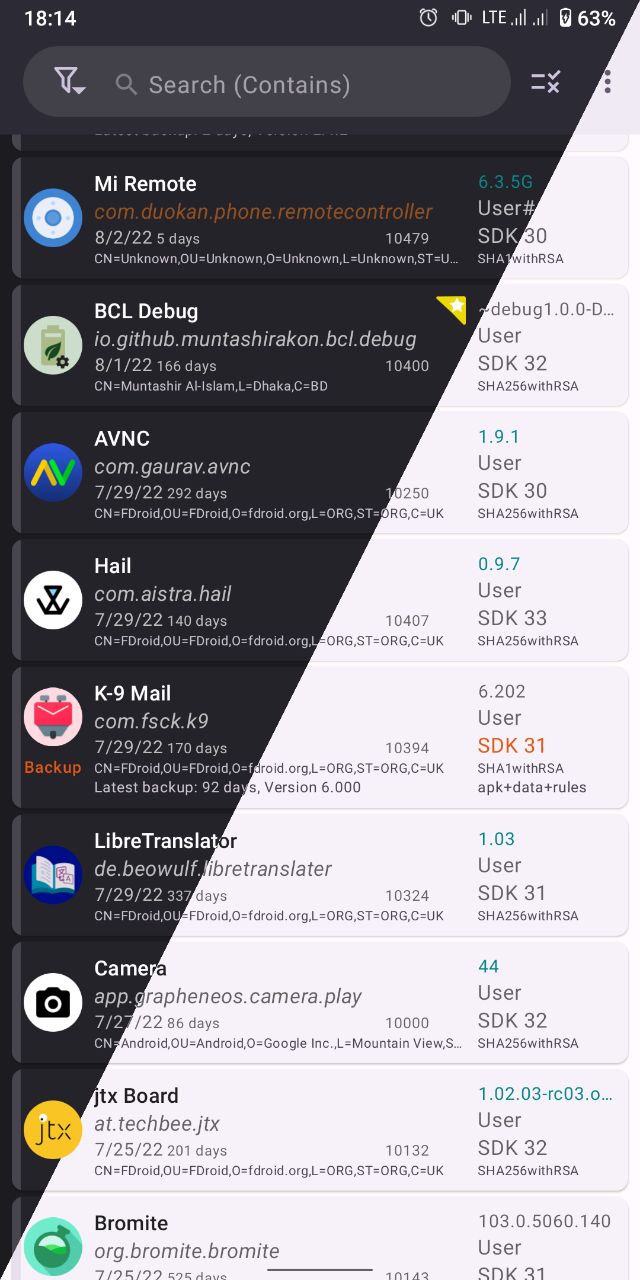 18:14
LTE 63%
Search (Contains)
Latest backup: 2 days, Version
Mi Remote 6.3.5G
com.duokan.phone.remotecontroller User#
8/2/22 5 days 10479 SDK 30
CN=Unknown,OU=Unknown,O=Unknown,L=Unknown,ST=U… SHA1withRSA
BCL Debug ~debug1.0.0-D…
io.github.muntashirakon.bcl.debug User
8/1/22 166 days 10400 SDK 32
CN=Muntashir Al-Islam,L=Dhaka,C=BD SHA256withRSA
AVNC 1.9.1
com.gaurav.avnc User
7/29/22 292 days 10250 SDK 30
CN=FDroid,OU=FDroid,O=fdroid.org,L=ORG,ST=ORG,C=UK SHA256withRSA
Hail 0.9.7
com.aistra.hail User
7/29/22 140 days 10407 SDK 33
CN=FDroid,OU=FDroid,O=fdroid.org,L=ORG,ST=ORG,C=UK SHA256withRSA
K-9 Mail 6.202
com.fsck.k9 User
7/29/22 170 days 10394 SDK 31
Backup CN=FDroid,OU=FDroid,O=fdroid.org,L=ORG,ST=ORG,C=UK SHA1withRSA
Latest backup: 92 days, Version 6.000 apk+data+rules
LibreTranslator 1.03
de.beowulf.libretranslater User
7/29/22 337 days 10324 SDK 31
CN=FDroid,OU=FDroid,O=fdroid.org,L=ORG,ST=ORG,C=UK SHA256withRSA
Camera 44
app.grapheneos.camera.play User
7/27/22 86 days 10000 SDK 32
CN=Android,OU=Android,O=Google Inc.,L=Mountain View,S… SHA256withRSA
jtx Board 1.02.03-rc03.o…
jtx at.techbee.jtx User
7/25/22 201 days 10132 SDK 32
CN=FDroid,OU=FDroid,O=fdroid.org,L=ORG,ST=ORG,C=UK SHA256withRSA
Bromite 103.0.5060.140
org.bromite.bromite User
7/25/22 525 days 10143 SDK 31